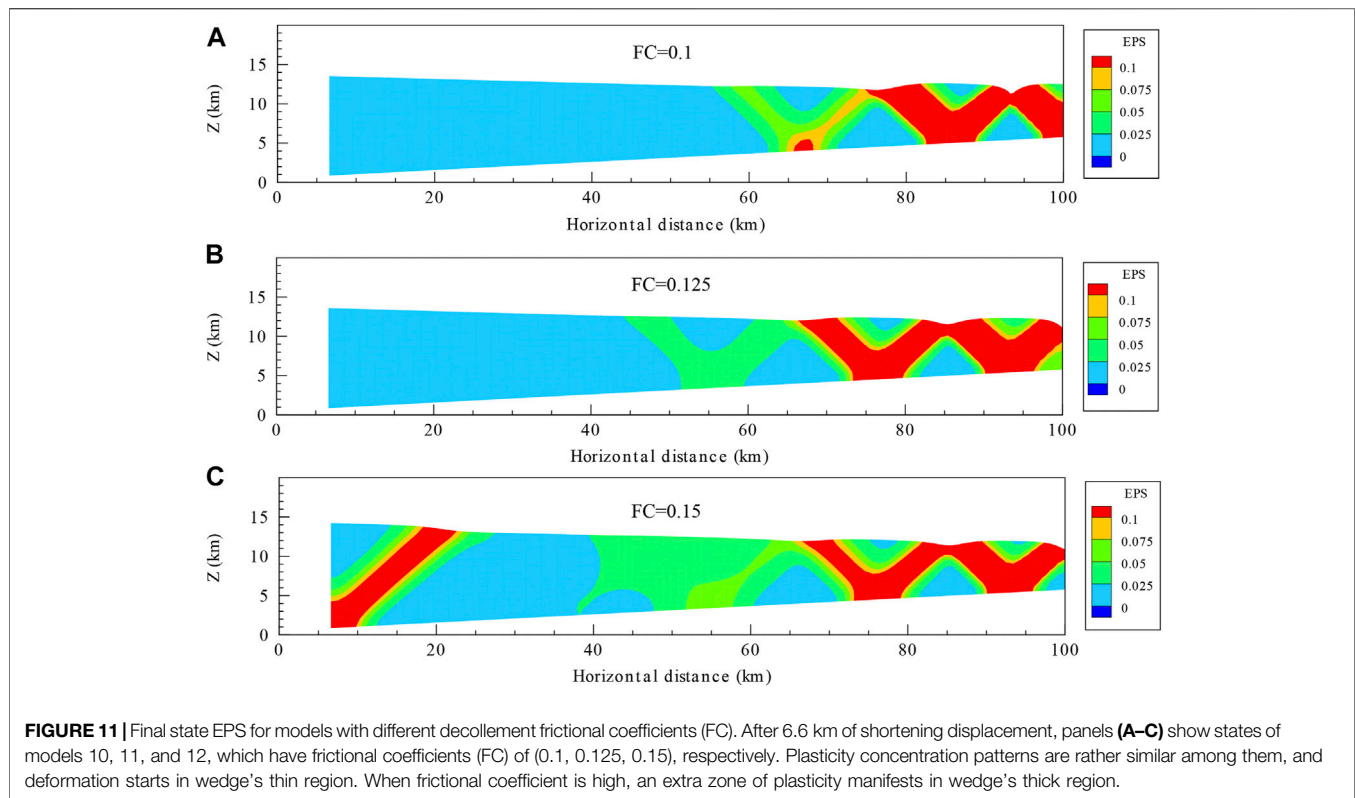 A
FC=0.1
EPS
0.1
0.075
0.05
0.025
0
15
10
5
0
Z (km)
0 20 40 60 80 100
Horizontal distance (km)
B
FC=0.125
EPS
0.1
0.075
0.05
0.025
0
15
10
5
0
Z (km)
0 20 40 60 80 100
Horizontal distance (km)
C
FC=0.15
EPS
0.1
0.075
0.05
0.025
0
15
10
5
0
Z (km)
0 20 40 60 80 100
Horizontal distance (km)
FIGURE 11 | Final state EPS for models with different decollement frictional coefficients (FC). After 6.6 km of shortening displacement, panels (A–C) show states of
models 10, 11, and 12, which have frictional coefficients (FC) of (0.1, 0.125, 0.15), respectively. Plasticity concentration patterns are rather similar among them, and
deformation starts in wedge's thin region. When frictional coefficient is high, an extra zone of plasticity manifests in wedge's thick region.